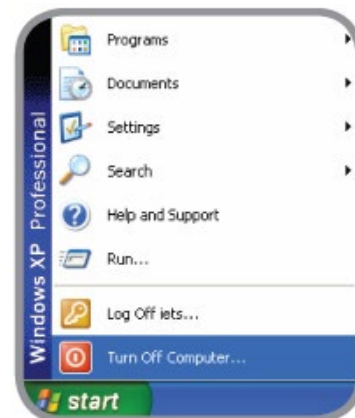 Programs
Documents
Settings
Search
Help and Support
Run...
Log Off iets...
Turn Off Computer...
Windows XP Professional
start